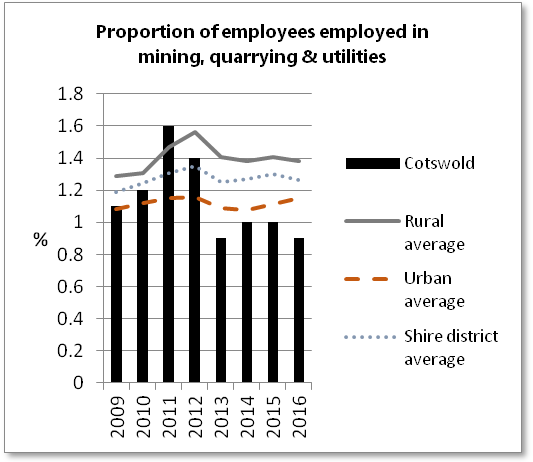 Proportion of employees employed in
mining, quarrying & utilities
1.8
1.6
1.4
1.2
1
0.8
0.6
0.4
0.2
0
%
2009
2010
2011
2012
2013
2014
2015
2016
Cotswold
Rural
average
Urban
average
Shire district
average